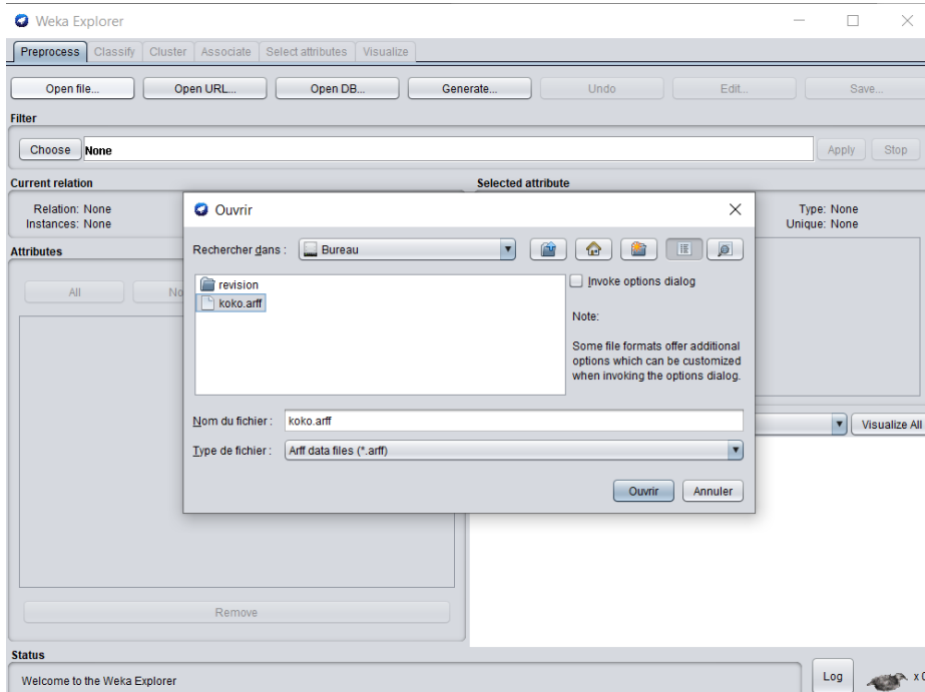 Weka Explorer
Preprocess Classify Cluster Associate Select attributes Visualize
Open file... Open URL... Open DB... Generate... Undo Edit... Save...
Filter
Choose None Apply Stop
Current relation
Relation: None
Instances: None
Selected attribute
Type: None
Unique: None
Attributes
All No
Ouvrir
Rechercher dans : Bureau
revision
koko.arff
Invoke options dialog
Note:
Some file formats offer additional
options which can be customized
when invoking the options dialog.
Nom du fichier : koko.arff
Type de fichier : Arff data files (*.arff)
Ouvrir Annuler
Visualize All
Remove
Status
Welcome to the Weka Explorer
Log x 0